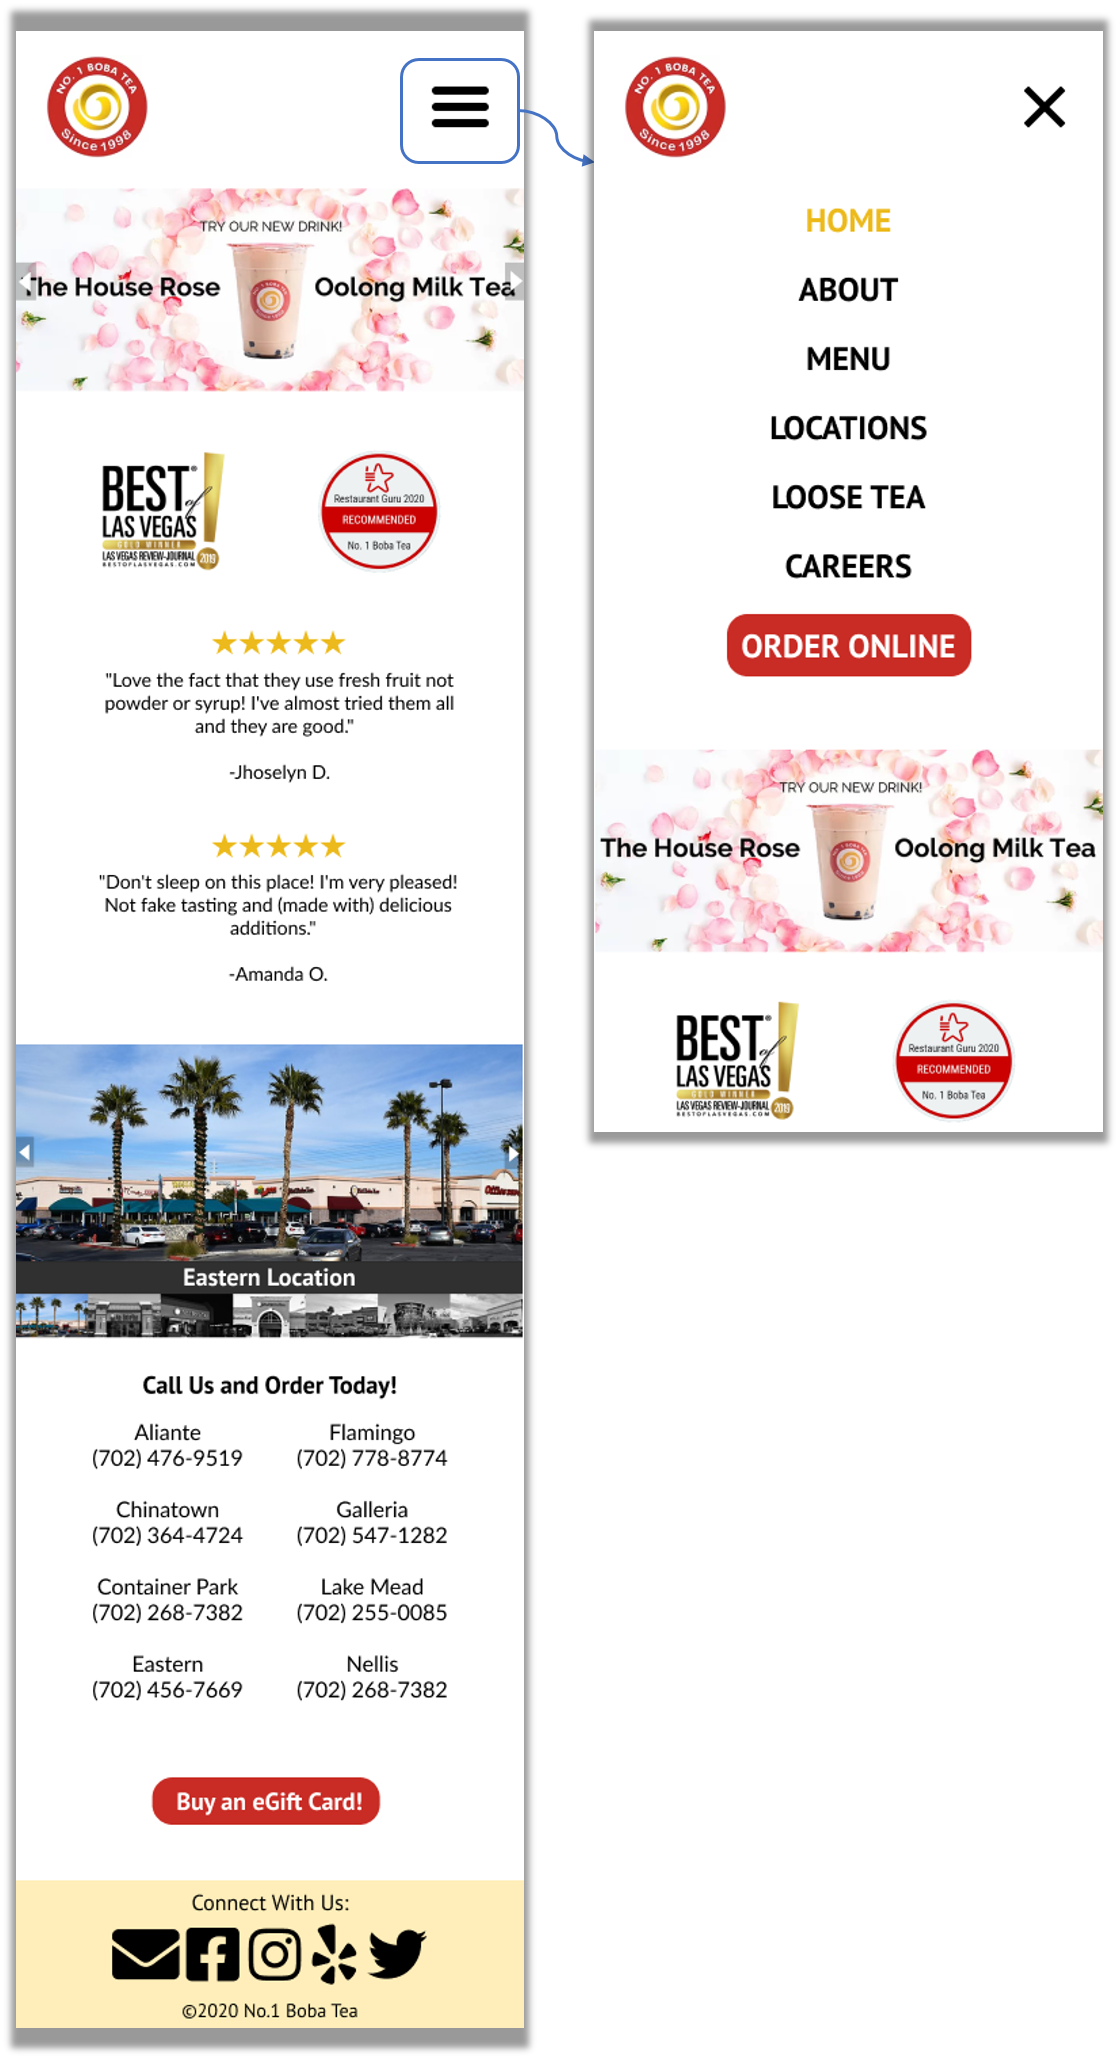 NO. 1 BOBA TEA
Since 1998
TRY OUR NEW DRINK!
The House Rose
Oolong Milk Tea
BEST
of
LAS VEGAS
GOLD WINNER
LAS VEGAS REVIEW-JOURNAL
BESTOFLASVEGAS.COM
2019
Restaurant Guru 2020
RECOMMENDED
No. 1 Boba Tea
"Love the fact that they use fresh fruit not
powder or syrup! I've almost tried them all
and they are good."
-Jhoselyn D.
"Don't sleep on this place! I'm very pleased!
Not fake tasting and (made with) delicious
additions."
-Amanda O.
Eastern Location
Call Us and Order Today!
Aliante
(702) 476-9519
Flamingo
(702) 778-8774
Chinatown
(702) 364-4724
Galleria
(702) 547-1282
Container Park
(702) 268-7382
Lake Mead
(702) 255-0085
Eastern
(702) 456-7669
Nellis
(702) 268-7382
Buy an eGift Card!
Connect With Us:
©2020 No.1 Boba Tea
NO. 1 BOBA TEA
Since 1998
HOME
ABOUT
MENU
LOCATIONS
LOOSE TEA
CAREERS
ORDER ONLINE
TRY OUR NEW DRINK!
The House Rose
Oolong Milk Tea
BEST
of
LAS VEGAS
GOLD WINNER
LAS VEGAS REVIEW-JOURNAL
BESTOFLASVEGAS.COM
2019
Restaurant Guru 2020
RECOMMENDED
No. 1 Boba Tea